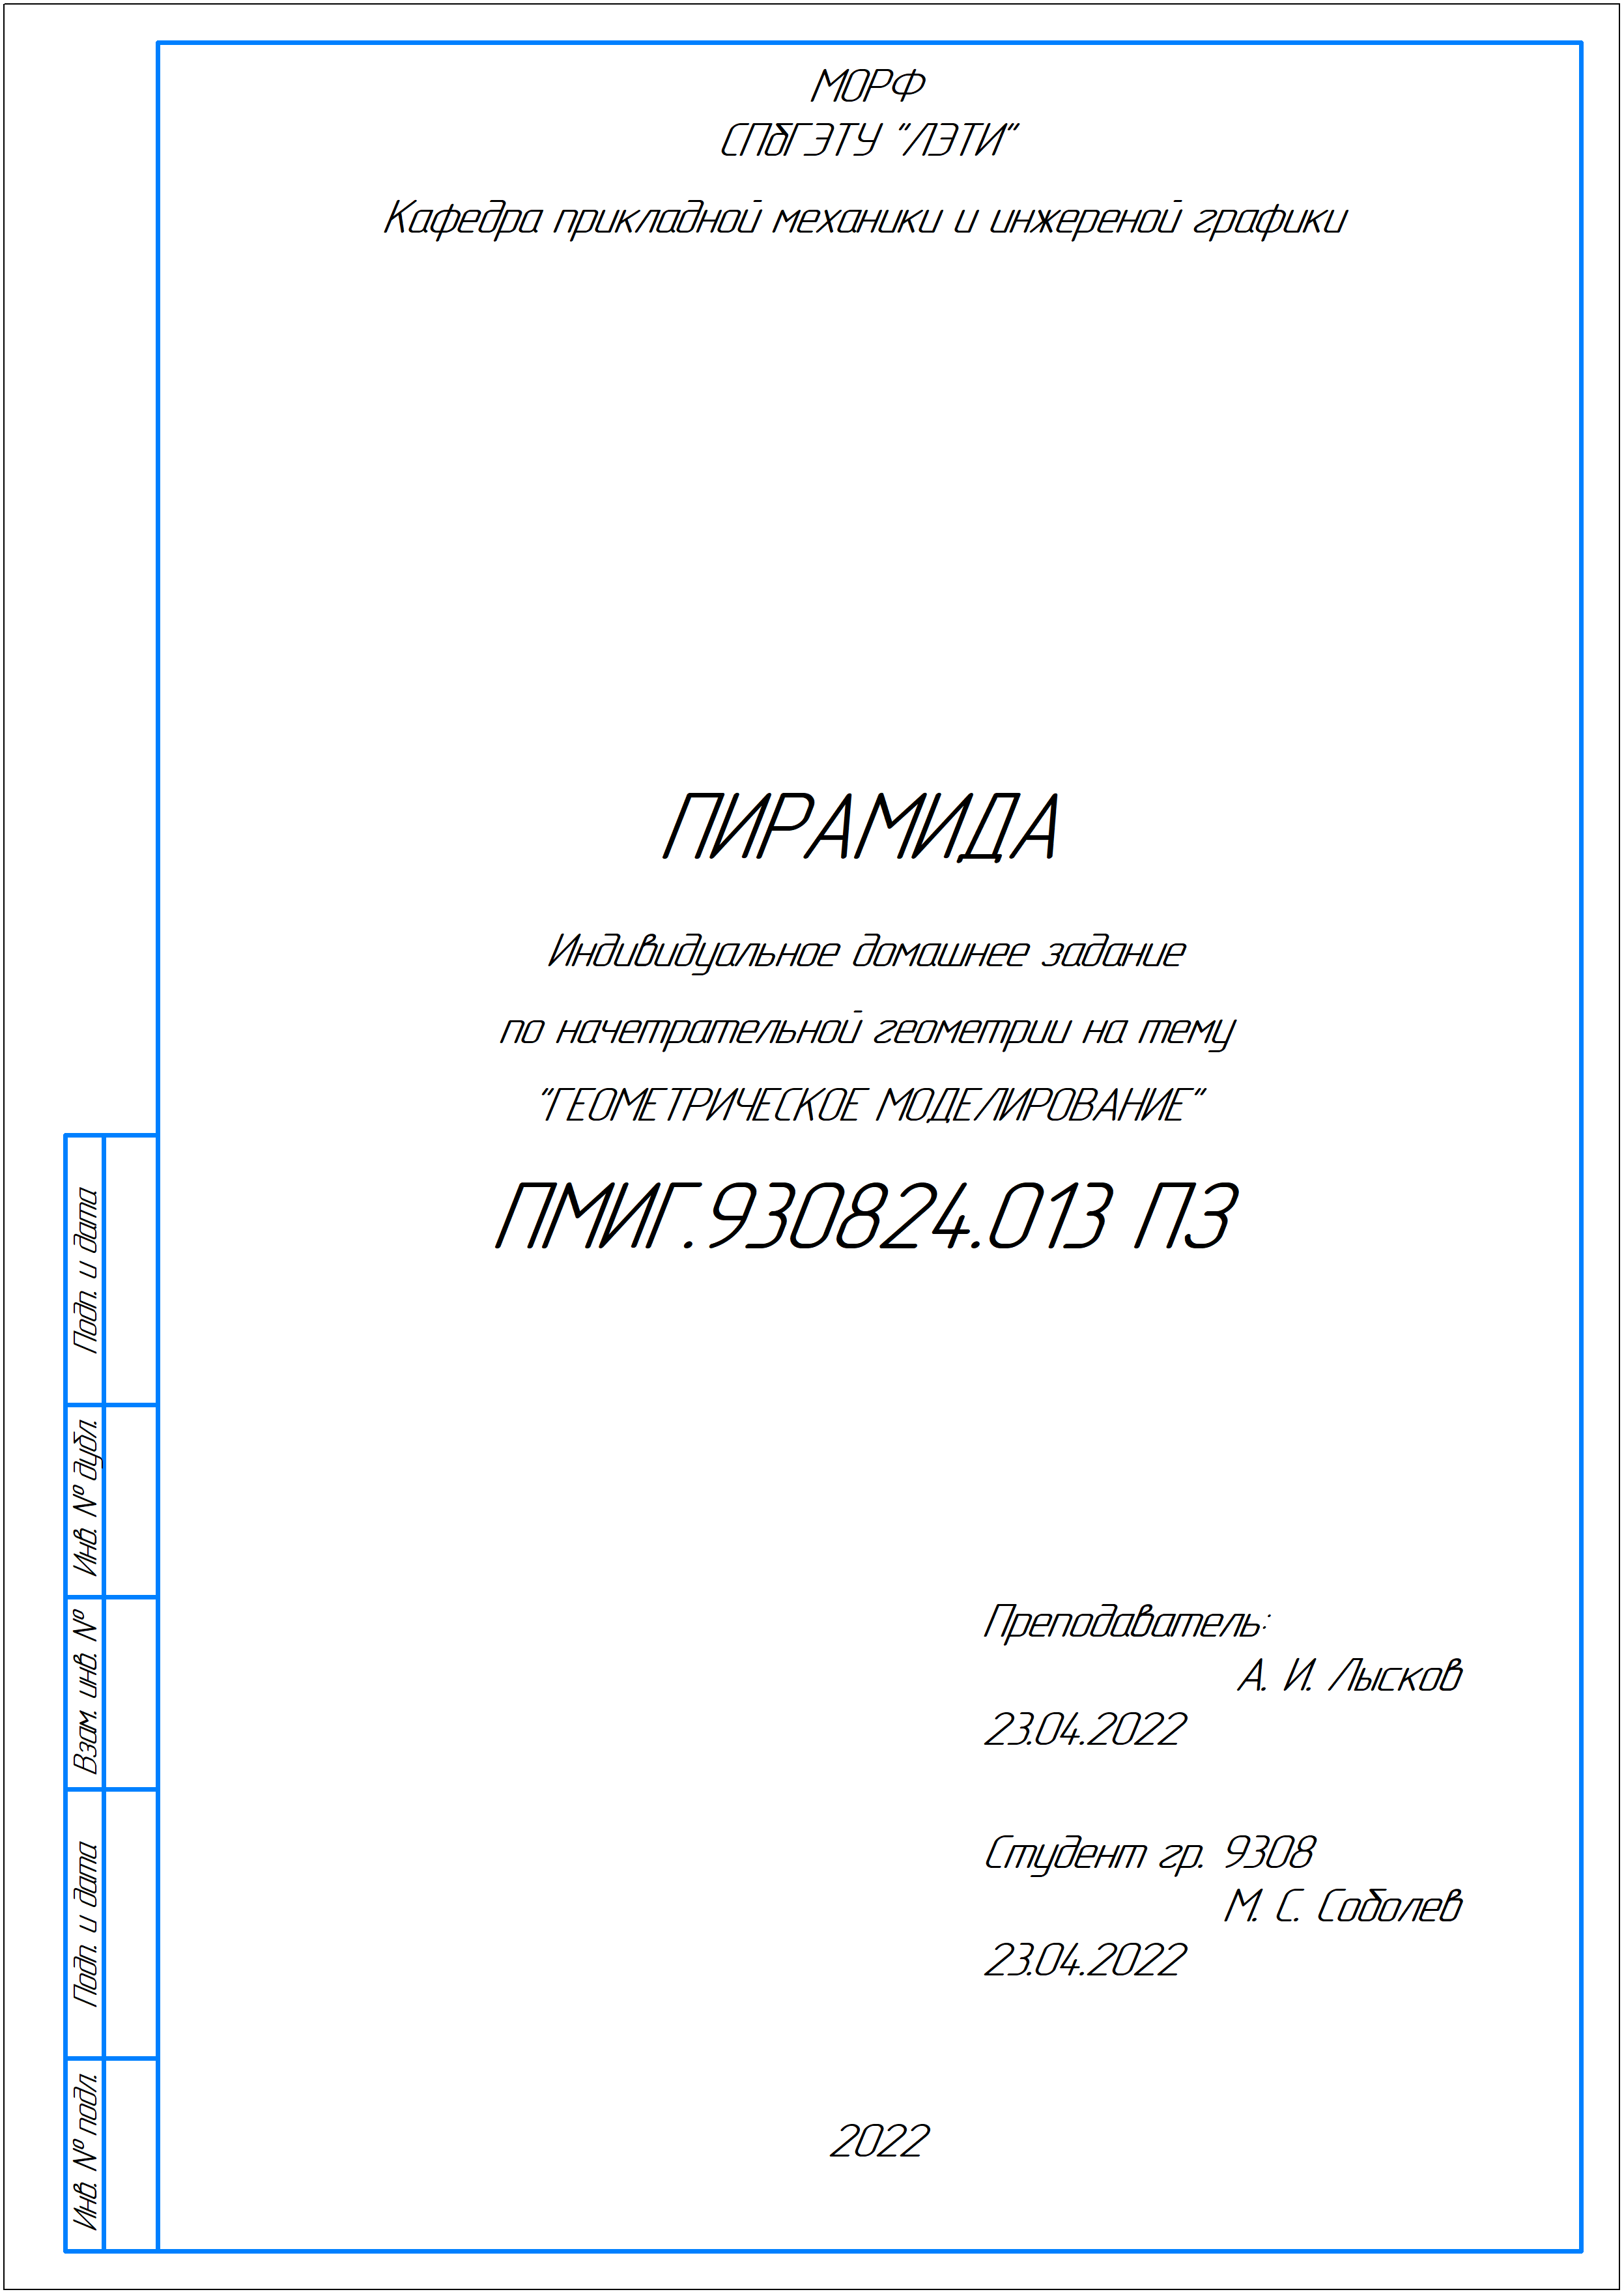 МОРФ
СПбГЭТУ "ЛЭТИ"
Кафедра прикладной механики и инжереной графики
ПИРАМИДА
Индивидуальное домашнее задание
по начетрательной геометрии на тему
"ГЕОМЕТРИЧЕСКОЕ МОДЕЛИРОВАНИЕ"
ПМИГ.930824.013 ПЗ
Преподаватель:
А. И. Лысков
23.04.2022
Студент гр. 9308
М. С. Соболев
23.04.2022
2022
Подп. и дата
Инв. № дубл.
Взам. инв. №
Подп. и дата
Инв. № подл.